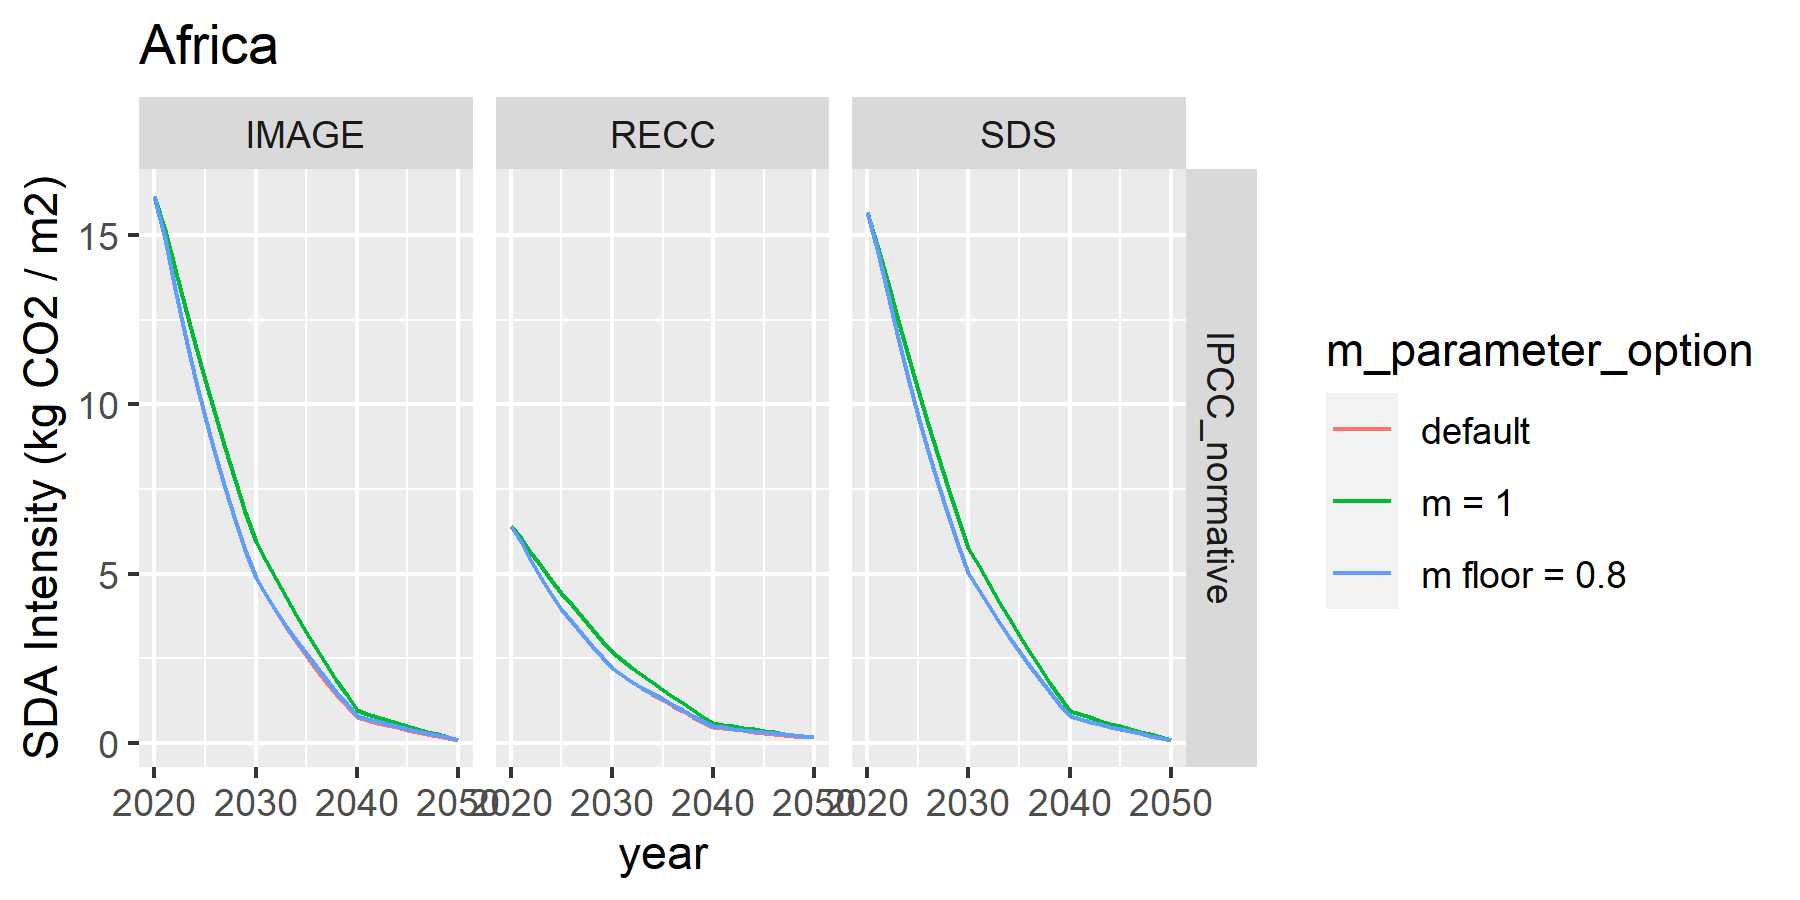 Africa
IMAGE
RECC
SDS
SDA Intensity (kg CO2 / m2)
15
10
5
0
IPCC_normative
2020 2030 2040 2050
2020 2030 2040 2050
2020 2030 2040 2050
year
m_parameter_option
default
m = 1
m floor = 0.8